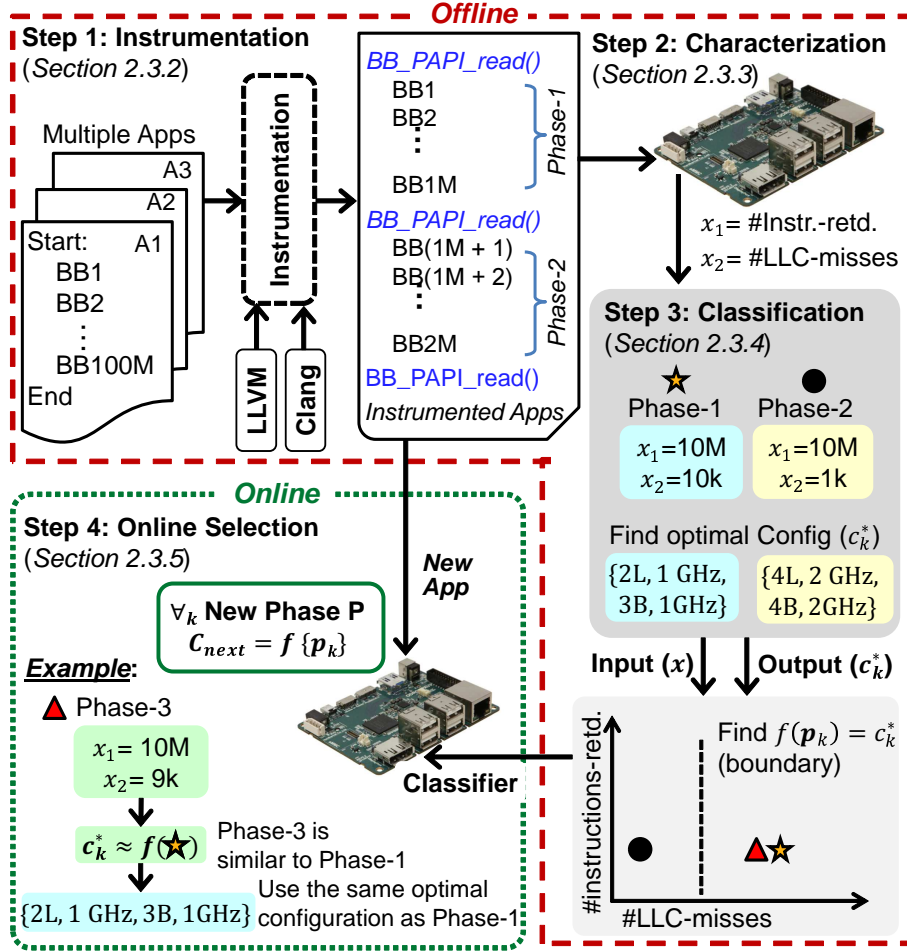 Offline
Step 1: Instrumentation
(Section 2.3.2)
Multiple Apps
A3
A2
A1
Start:
BB1
BB2
⋮
BB100M
End
Instrumentation
LLVM
Clang
BB_PAPI_read()
BB1
BB2
⋮
BB1M
Phase-1
BB_PAPI_read()
BB(1M + 1)
BB(1M + 2)
⋮
BB2M
Phase-2
BB_PAPI_read()
Instrumented Apps
Step 2: Characterization
(Section 2.3.3)
x₁= #Instr.-retd.
x₂= #LLC-misses
Step 3: Classification
(Section 2.3.4)
Phase-1
x₁=10M
x₂=10k
Phase-2
x₁=10M
x₂=1k
Find optimal Config (c*ₖ)
{2L, 1 GHz,
3B, 1GHz}
{4L, 2 GHz,
4B, 2GHz}
Input (x)
Output (c*ₖ)
Find f(pₖ) = c*ₖ
(boundary)
#instructions-retd.
#LLC-misses
Online
Step 4: Online Selection
(Section 2.3.5)
New
App
∀ₖ New Phase P
Cₙₑₓₜ = f {pₖ}
Classifier
Example:
Phase-3
x₁= 10M
x₂= 9k
c*ₖ ≈ f(☆)
Phase-3 is
similar to Phase-1
Use the same optimal
configuration as Phase-1
{2L, 1 GHz, 3B, 1GHz}